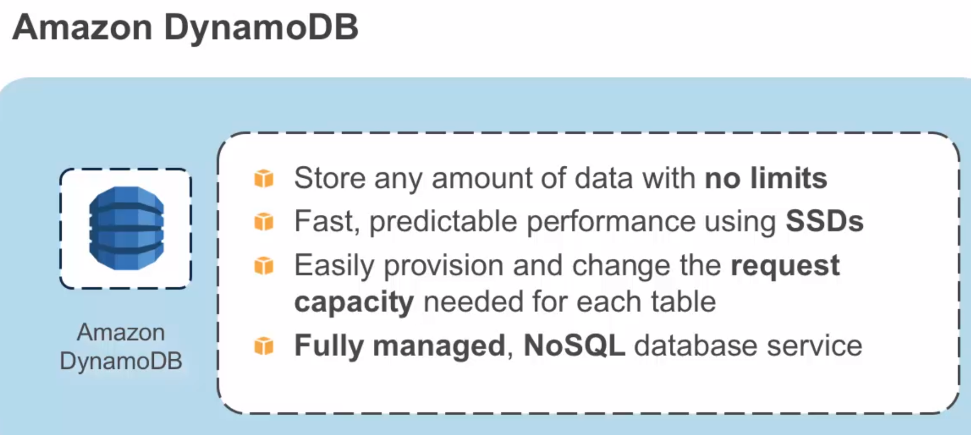 Amazon DynamoDB
Store any amount of data with no limits
Fast, predictable performance using SSDs
Easily provision and change the request
capacity needed for each table
Fully managed, NoSQL database service
Amazon
DynamoDB